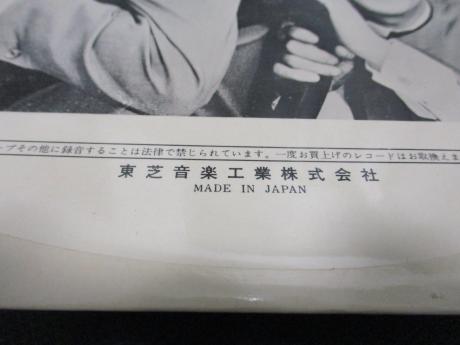 プその他に録音することは法律で禁じられています。一度お買上げのレコードはお取換えま
東芝音楽工業株式会社
MADE IN JAPAN